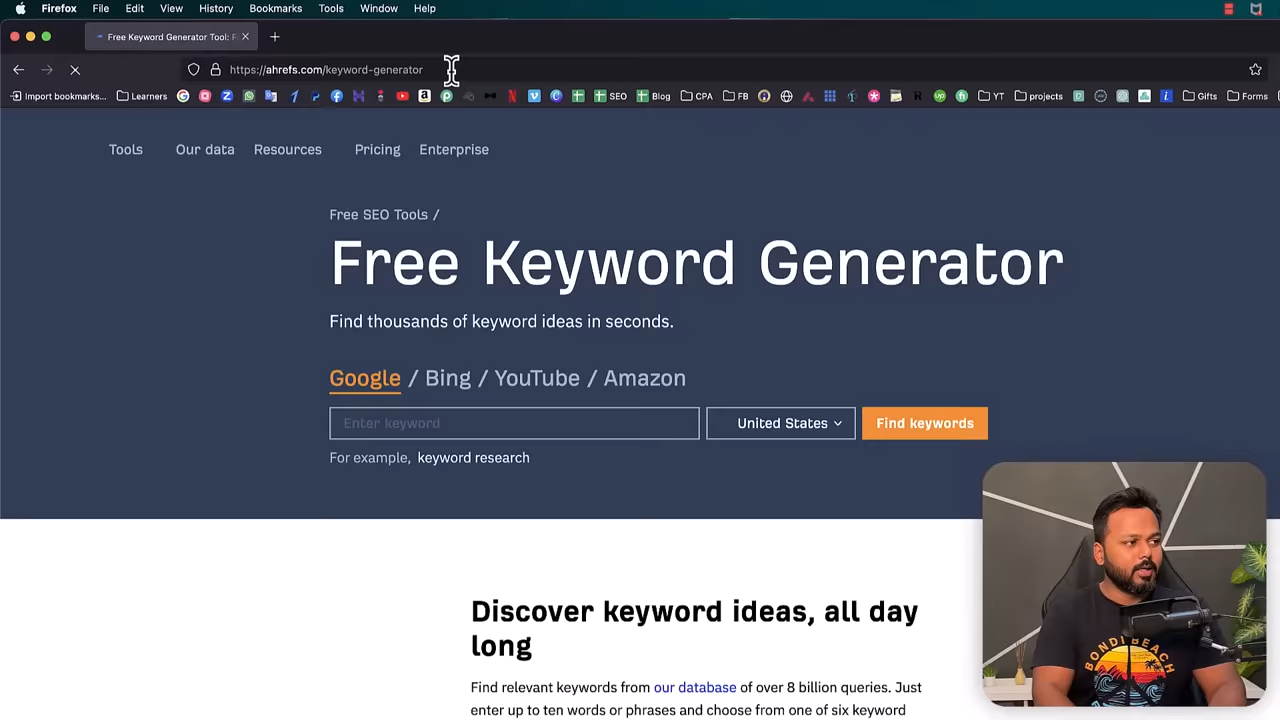 Firefox File Edit View History Bookmarks Tools Window Help
Free Keyword Generator Tool: F
https://ahrefs.com/keyword-generator
Import bookmarks... Learners SEO Blog CPA FB YT projects Gifts Forms
Tools Our data Resources Pricing Enterprise
Free SEO Tools /
Free Keyword Generator
Find thousands of keyword ideas in seconds.
Google / Bing / YouTube / Amazon
Enter keyword United States Find keywords
For example, keyword research
Discover keyword ideas, all day
long
Find relevant keywords from our database of over 8 billion queries. Just
enter up to ten words or phrases and choose from one of six keyword
BONDI BEACH